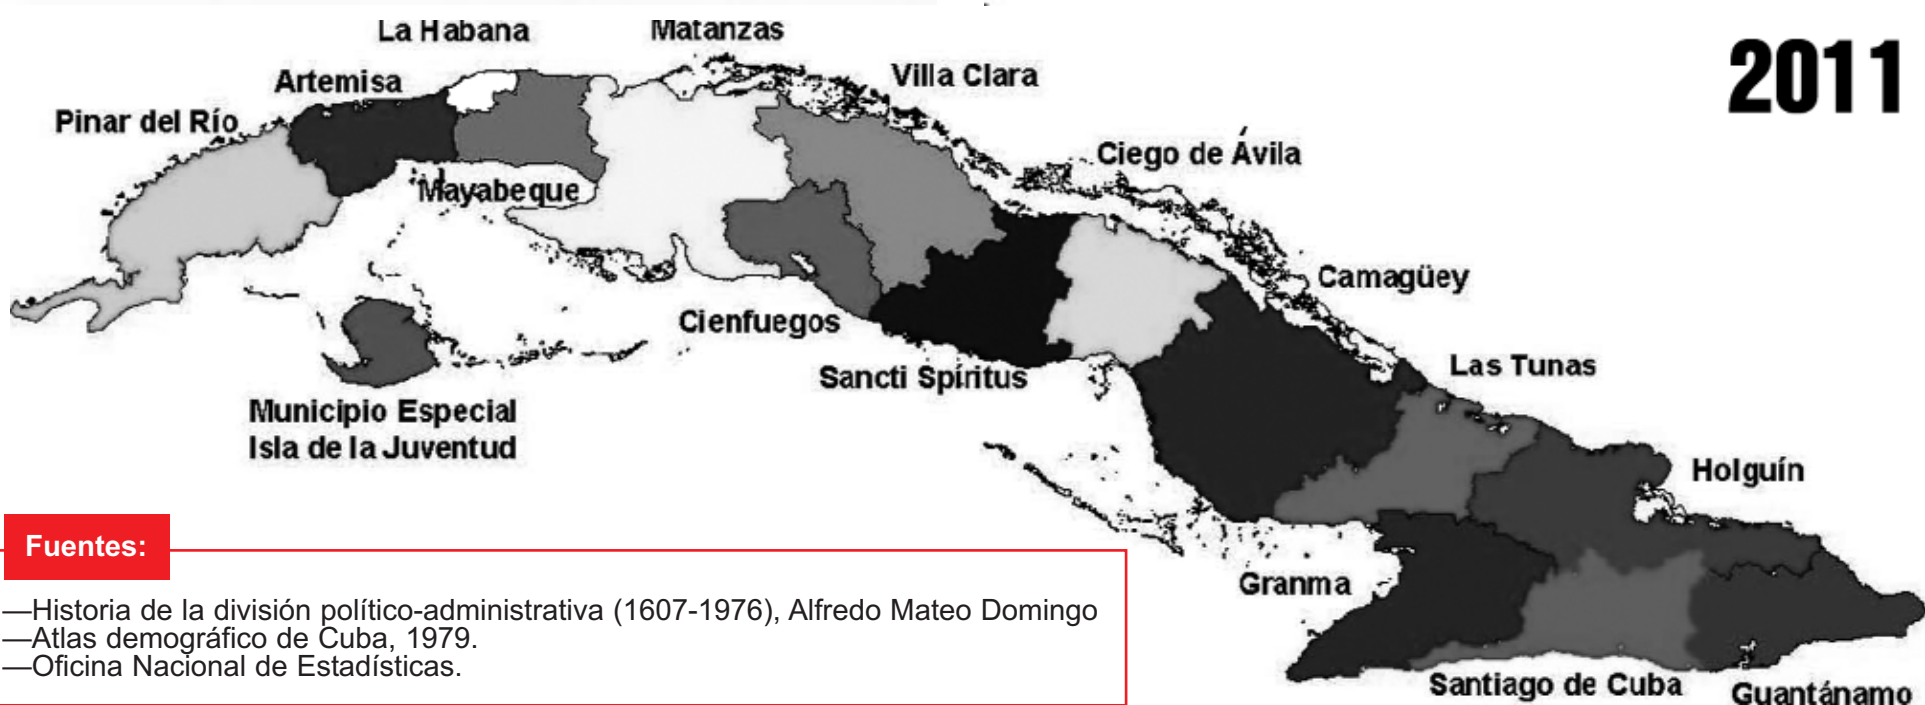 La Habana
Matanzas
2011
Artemisa
Villa Clara
Pinar del Río
Ciego de Ávila
Mayabeque
Camagüey
Cienfuegos
Las Tunas
Sancti Spíritus
Municipio Especial
Isla de la Juventud
Holguín
Fuentes:
Granma
—Historia de la división político-administrativa (1607-1976), Alfredo Mateo Domingo
—Atlas demográfico de Cuba, 1979.
—Oficina Nacional de Estadísticas.
Santiago de Cuba
Guantánamo